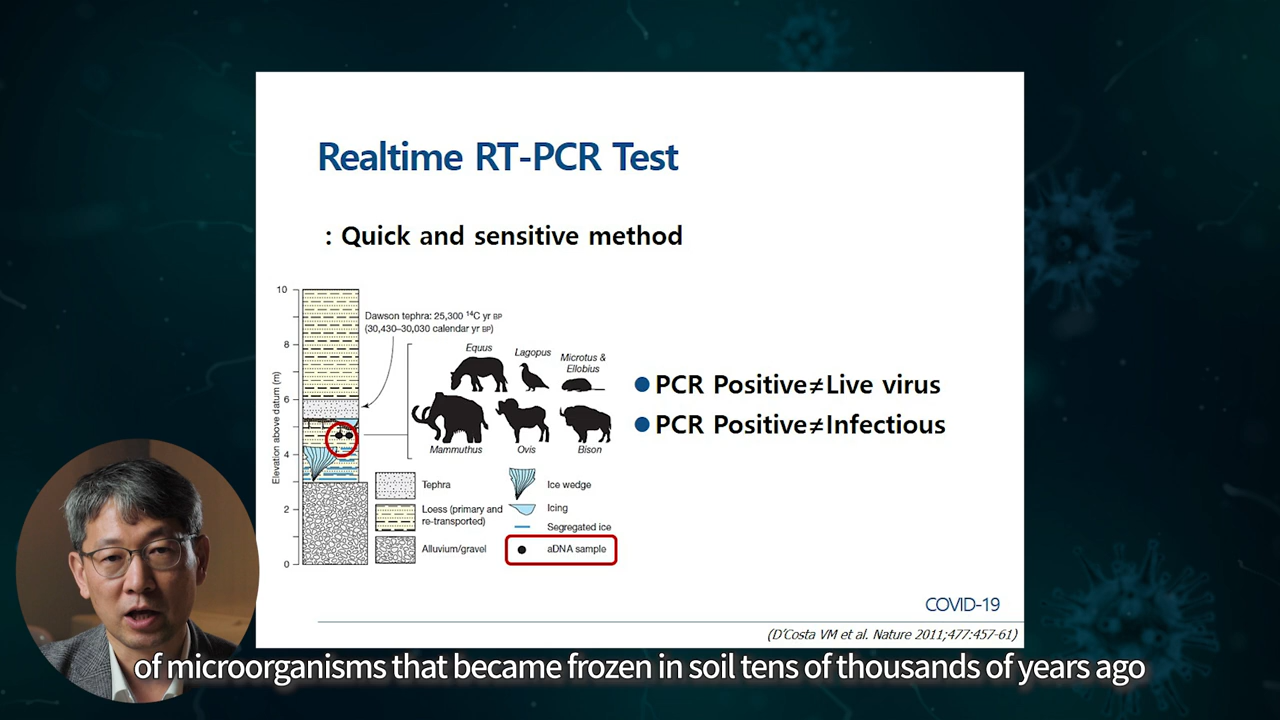 Realtime RT-PCR Test
: Quick and sensitive method
10
8
6
4
2
0
Elevation above datum (m)
Dawson tephra: 25,300 ¹⁴C yr BP
(30,430–30,030 calendar yr BP)
Equus
Lagopus
Microtus &
Ellobius
Mammuthus
Ovis
Bison
Tephra
Loess (primary and
re-transported)
Alluvium/gravel
Ice wedge
Icing
Segregated ice
aDNA sample
PCR Positive≠Live virus
PCR Positive≠Infectious
COVID-19
(D'Costa VM et al. Nature 2011;477:457-61)
of microorganisms that became frozen in soil tens of thousands of years ago